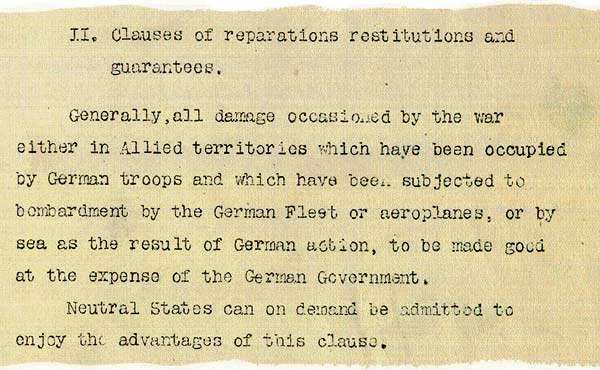 II. Clauses of reparations restitutions and
guarantees.
Generally,all damage occasioned by the war
either in Allied territories which have been occupied
by German troops and which have been subjected to
bombardment by the German Fleet or aeroplanes, or by
sea as the result of German action, to be made good
at the expense of the German Government.
Neutral States can on demand be admitted to
enjoy the advantages of this clause.